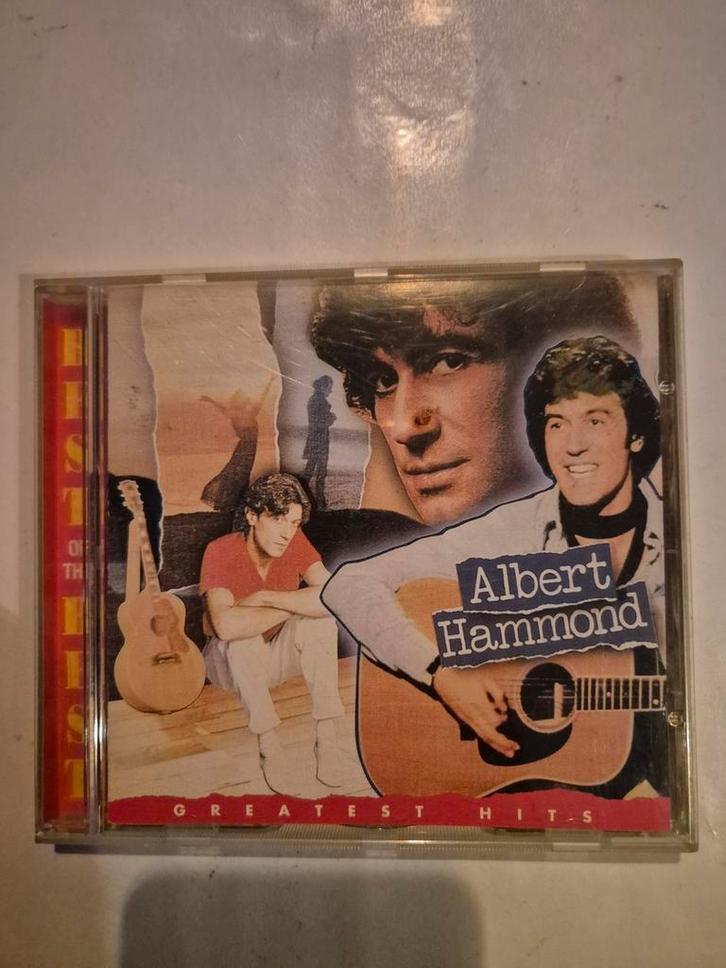 BEST
OF
THE
BEST
Albert
Hammond
GREATEST HITS